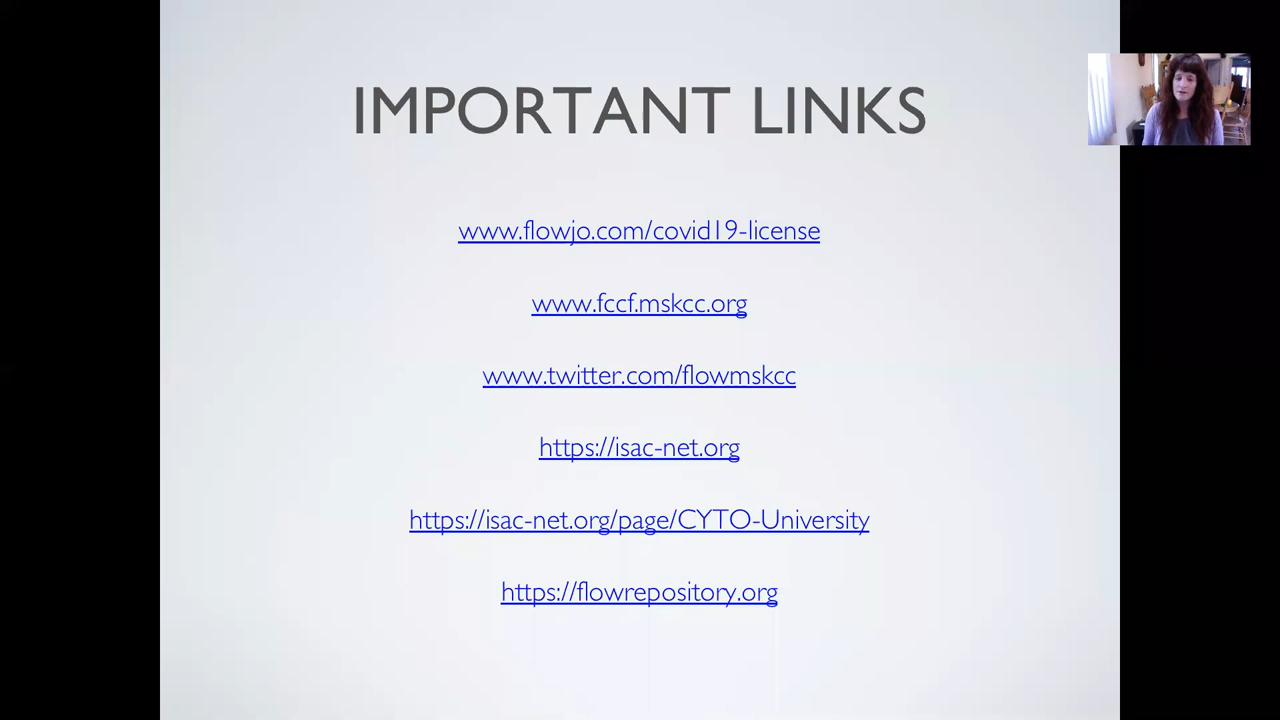 IMPORTANT LINKS
www.flowjo.com/covid19-license
www.fccf.mskcc.org
www.twitter.com/flowmskcc
https://isac-net.org
https://isac-net.org/page/CYTO-University
https://flowrepository.org